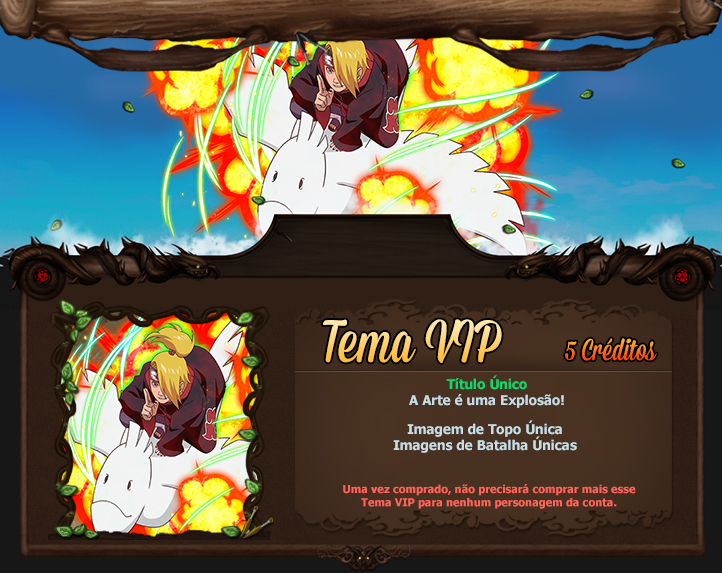 Tema VIP
5 Créditos
Título Único
A Arte é uma Explosão!
Imagem de Topo Única
Imagens de Batalha Únicas
Uma vez comprado, não precisará comprar mais esse
Tema VIP para nenhum personagem da conta.